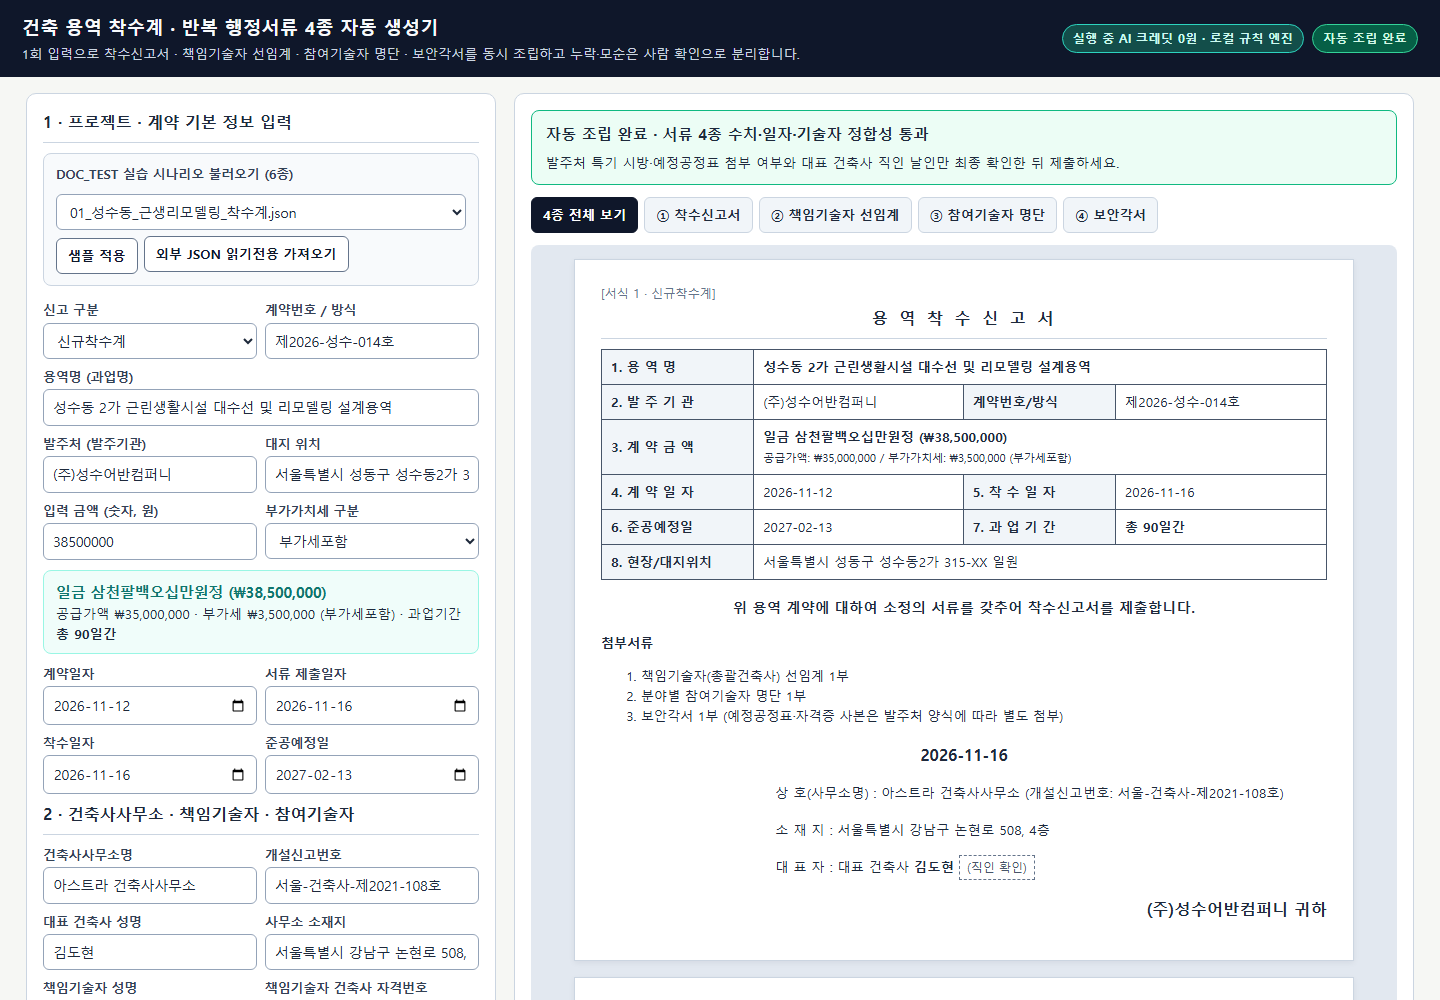 건축 용역 착수계 · 반복 행정서류 4종 자동 생성기
1회 입력으로 착수신고서 · 책임기술자 선임계 · 참여기술자 명단 · 보안각서를 동시 조립하고 누락·모순은 사람 확인으로 분리합니다.
실행 중 AI 크레딧 0원 · 로컬 규칙 엔진
자동 조립 완료
1 · 프로젝트 · 계약 기본 정보 입력
DOC_TEST 실습 시나리오 불러오기 (6종)
01_성수동_근생리모델링_착수계.json
샘플 적용
외부 JSON 읽기전용 가져오기
신고 구분
계약번호 / 방식
신규착수계
제2026-성수-014호
용역명 (과업명)
성수동 2가 근린생활시설 대수선 및 리모델링 설계용역
발주처 (발주기관)
대지 위치
(주)성수어반컴퍼니
서울특별시 성동구 성수동2가 3
입력 금액 (숫자, 원)
부가가치세 구분
38500000
부가세포함
일금 삼천팔백오십만원정 (₩38,500,000)
공급가액 ₩35,000,000 · 부가세 ₩3,500,000 (부가세포함) · 과업기간
총 90일간
계약일자
서류 제출일자
2026-11-12
2026-11-16
착수일자
준공예정일
2026-11-16
2027-02-13
2 · 건축사사무소 · 책임기술자 · 참여기술자
건축사사무소명
개설신고번호
아스트라 건축사사무소
서울-건축사-제2021-108호
대표 건축사 성명
사무소 소재지
김도현
서울특별시 강남구 논현로 508,
책임기술자 성명
책임기술자 건축사 자격번호
자동 조립 완료 · 서류 4종 수치·일자·기술자 정합성 통과
발주처 특기 시방·예정공정표 첨부 여부와 대표 건축사 직인 날인만 최종 확인한 뒤 제출하세요.
4종 전체 보기
① 착수신고서
② 책임기술자 선임계
③ 참여기술자 명단
④ 보안각서
[서식 1 · 신규착수계]
용 역 착 수 신 고 서
1. 용 역 명
성수동 2가 근린생활시설 대수선 및 리모델링 설계용역
2. 발 주 기 관
(주)성수어반컴퍼니
계약번호/방식
제2026-성수-014호
3. 계 약 금 액
일금 삼천팔백오십만원정 (₩38,500,000)
공급가액: ₩35,000,000 / 부가가치세: ₩3,500,000 (부가세포함)
4. 계 약 일 자
2026-11-12
5. 착 수 일 자
2026-11-16
6. 준공예정일
2027-02-13
7. 과 업 기 간
총 90일간
8. 현장/대지위치
서울특별시 성동구 성수동2가 315-XX 일원
위 용역 계약에 대하여 소정의 서류를 갖추어 착수신고서를 제출합니다.
첨부서류
1. 책임기술자(총괄건축사) 선임계 1부
2. 분야별 참여기술자 명단 1부
3. 보안각서 1부 (예정공정표·자격증 사본은 발주처 양식에 따라 별도 첨부)
2026-11-16
상 호(사무소명) : 아스트라 건축사사무소 (개설신고번호: 서울-건축사-제2021-108호)
소 재 지 : 서울특별시 강남구 논현로 508, 4층
대 표 자 : 대표 건축사 김도현 (직인 확인)
(주)성수어반컴퍼니 귀하